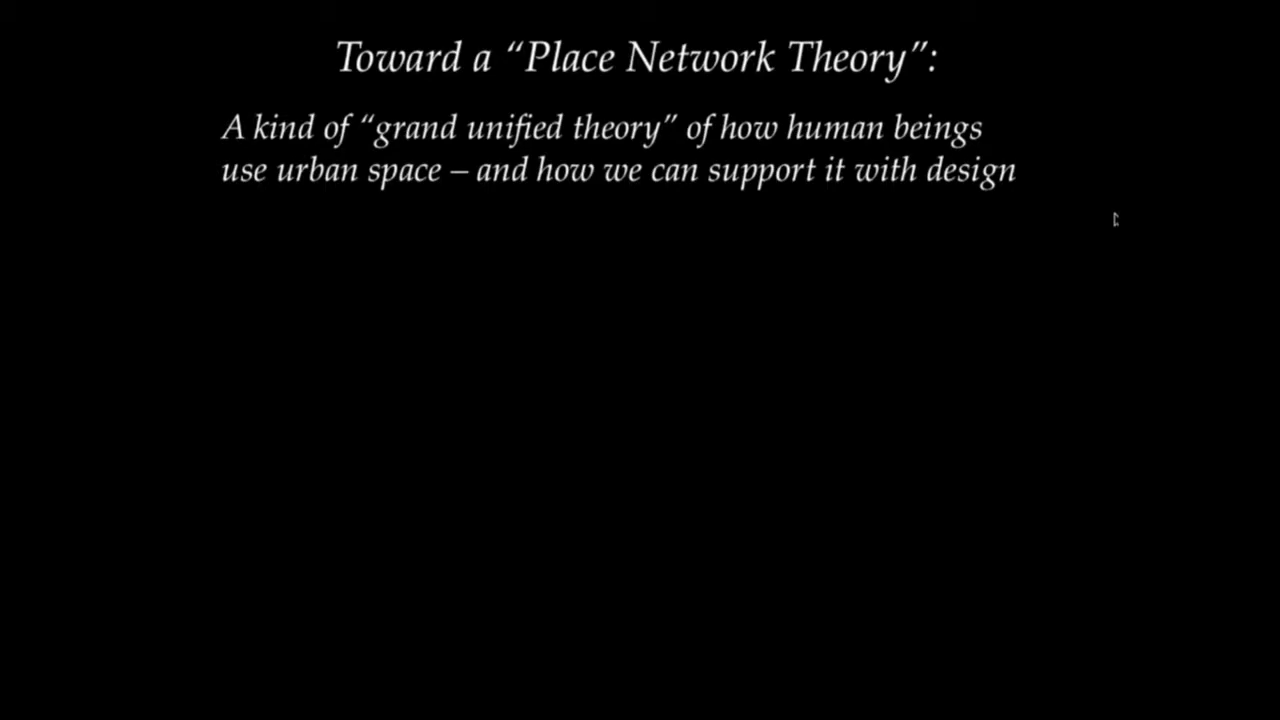 Toward a “Place Network Theory”:
A kind of “grand unified theory” of how human beings
use urban space – and how we can support it with design